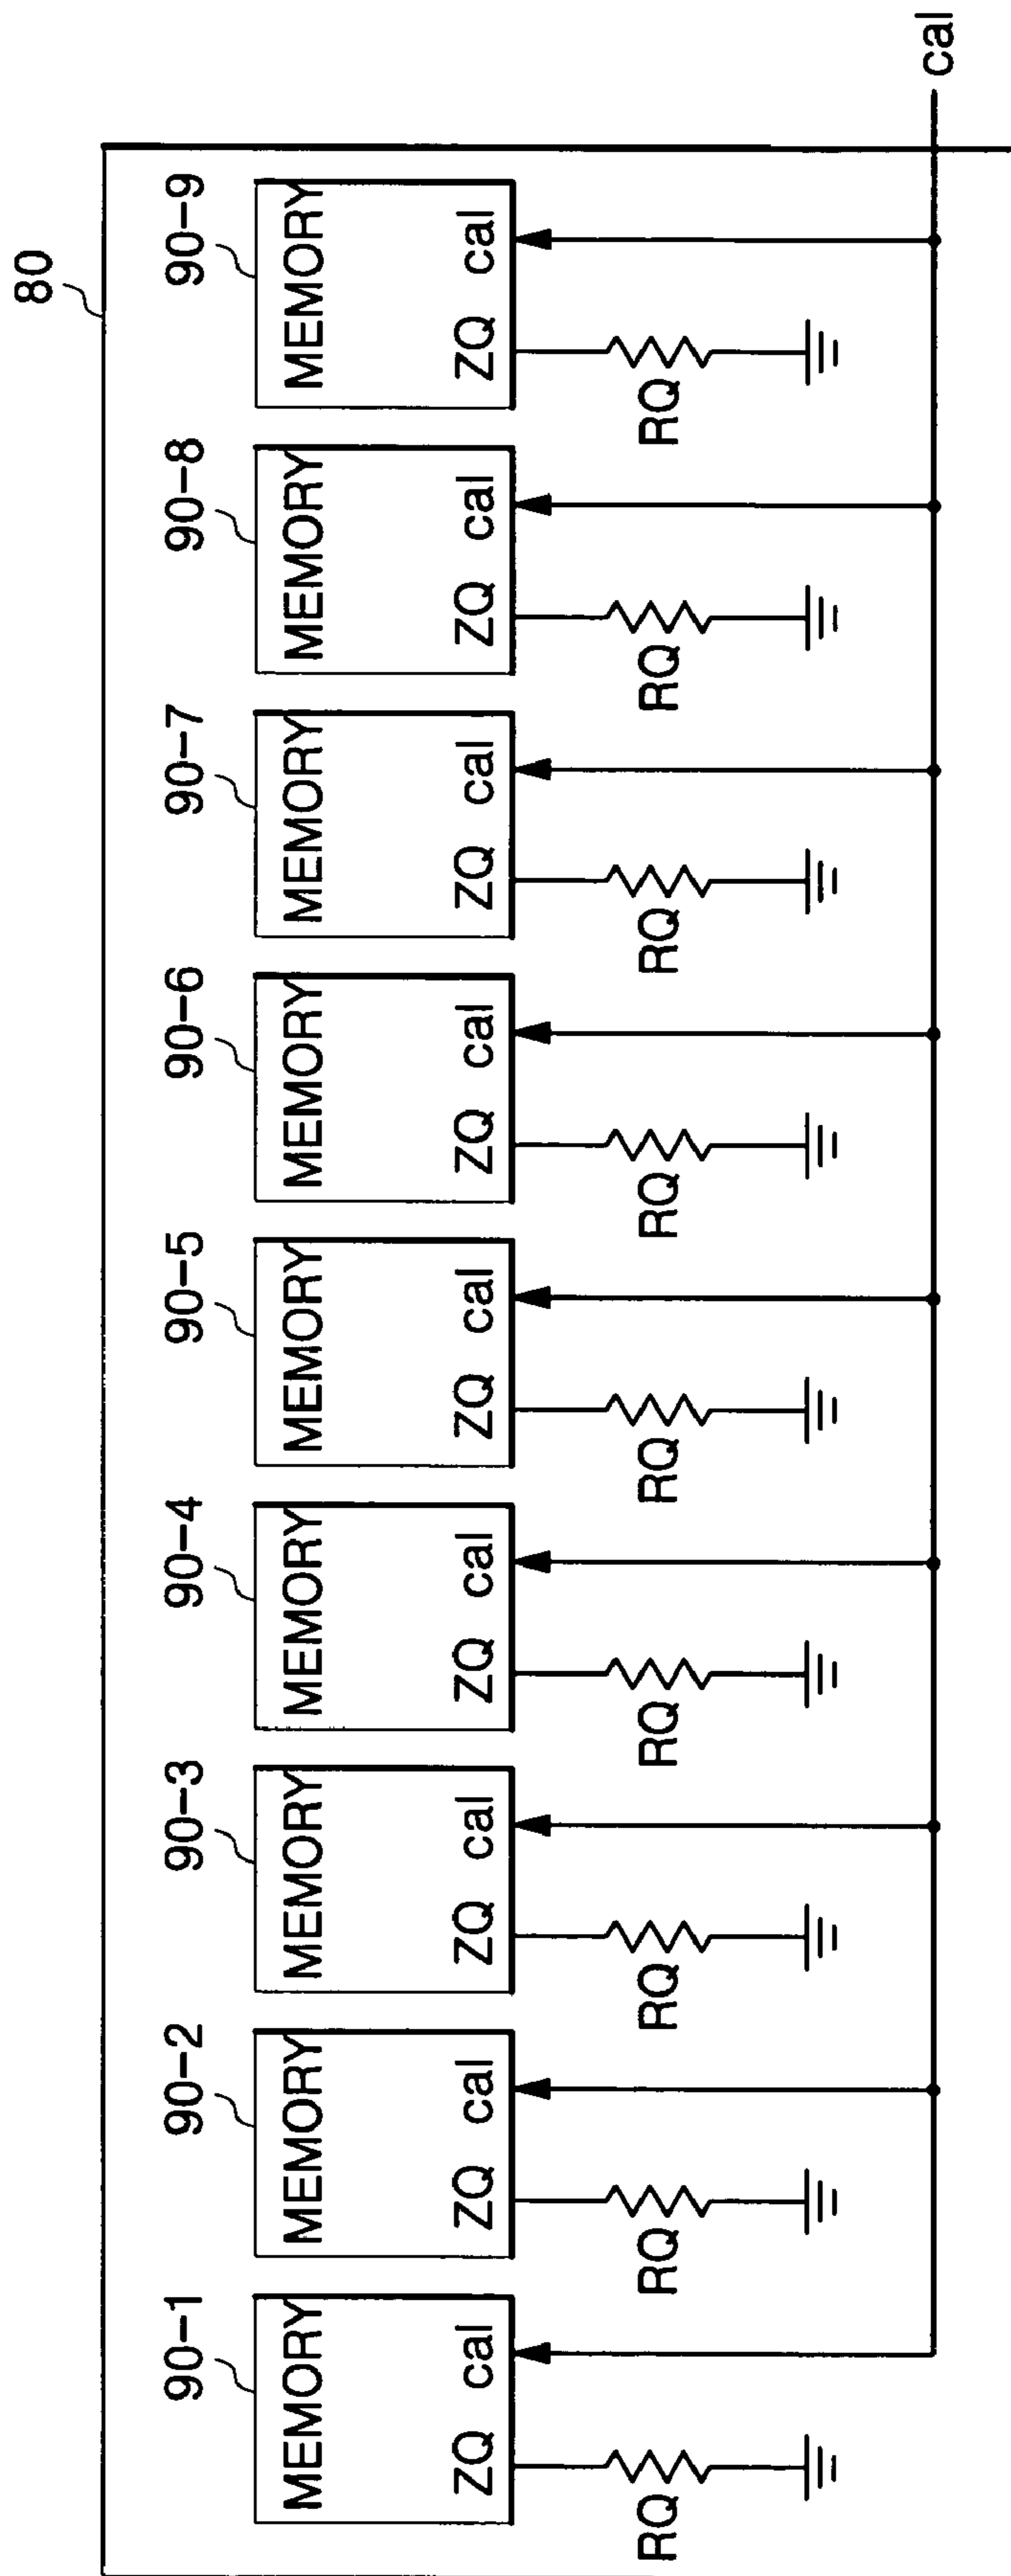 80
90-1 90-2 90-3 90-4 90-5 90-6 90-7 90-8 90-9
MEMORY MEMORY MEMORY MEMORY MEMORY MEMORY MEMORY MEMORY MEMORY
ZQ cal ZQ cal ZQ cal ZQ cal ZQ cal ZQ cal ZQ cal ZQ cal ZQ cal
RQ RQ RQ RQ RQ RQ RQ RQ RQ
cal